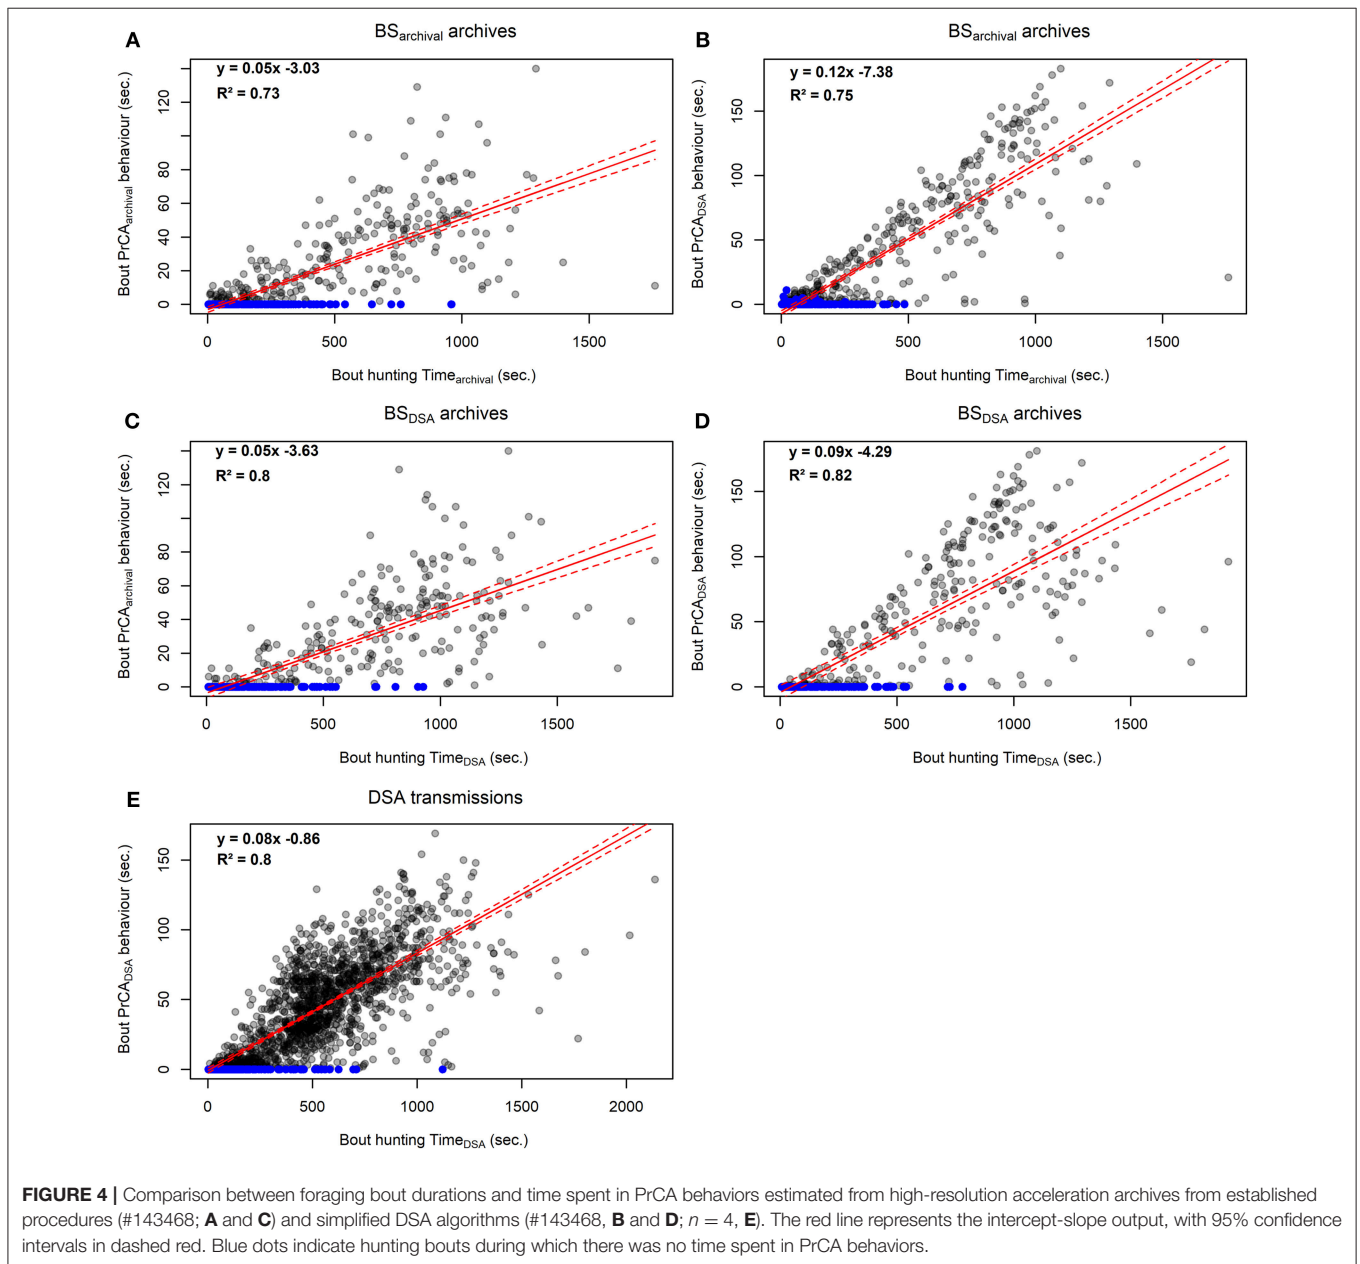 A
BSarchival archives
y = 0.05x -3.03
R² = 0.73
Bout PrCAarchival behaviour (sec.)
0 20 40 60 80 120
0 500 1000 1500
Bout hunting Timearchival (sec.)
B
BSarchival archives
y = 0.12x -7.38
R² = 0.75
Bout PrCADSA behaviour (sec.)
0 50 100 150
0 500 1000 1500
Bout hunting Timearchival (sec.)
C
BSDSA archives
y = 0.05x -3.63
R² = 0.8
Bout PrCAarchival behaviour (sec.)
0 20 40 60 80 120
0 500 1000 1500
Bout hunting TimeDSA (sec.)
D
BSDSA archives
y = 0.09x -4.29
R² = 0.82
Bout PrCADSA behaviour (sec.)
0 50 100 150
0 500 1000 1500
Bout hunting TimeDSA (sec.)
E
DSA transmissions
y = 0.08x -0.86
R² = 0.8
Bout PrCADSA behaviour (sec.)
0 50 100 150
0 500 1000 1500 2000
Bout hunting TimeDSA (sec.)
FIGURE 4 | Comparison between foraging bout durations and time spent in PrCA behaviors estimated from high-resolution acceleration archives from established
procedures (#143468; A and C) and simplified DSA algorithms (#143468, B and D; n = 4, E). The red line represents the intercept-slope output, with 95% confidence
intervals in dashed red. Blue dots indicate hunting bouts during which there was no time spent in PrCA behaviors.